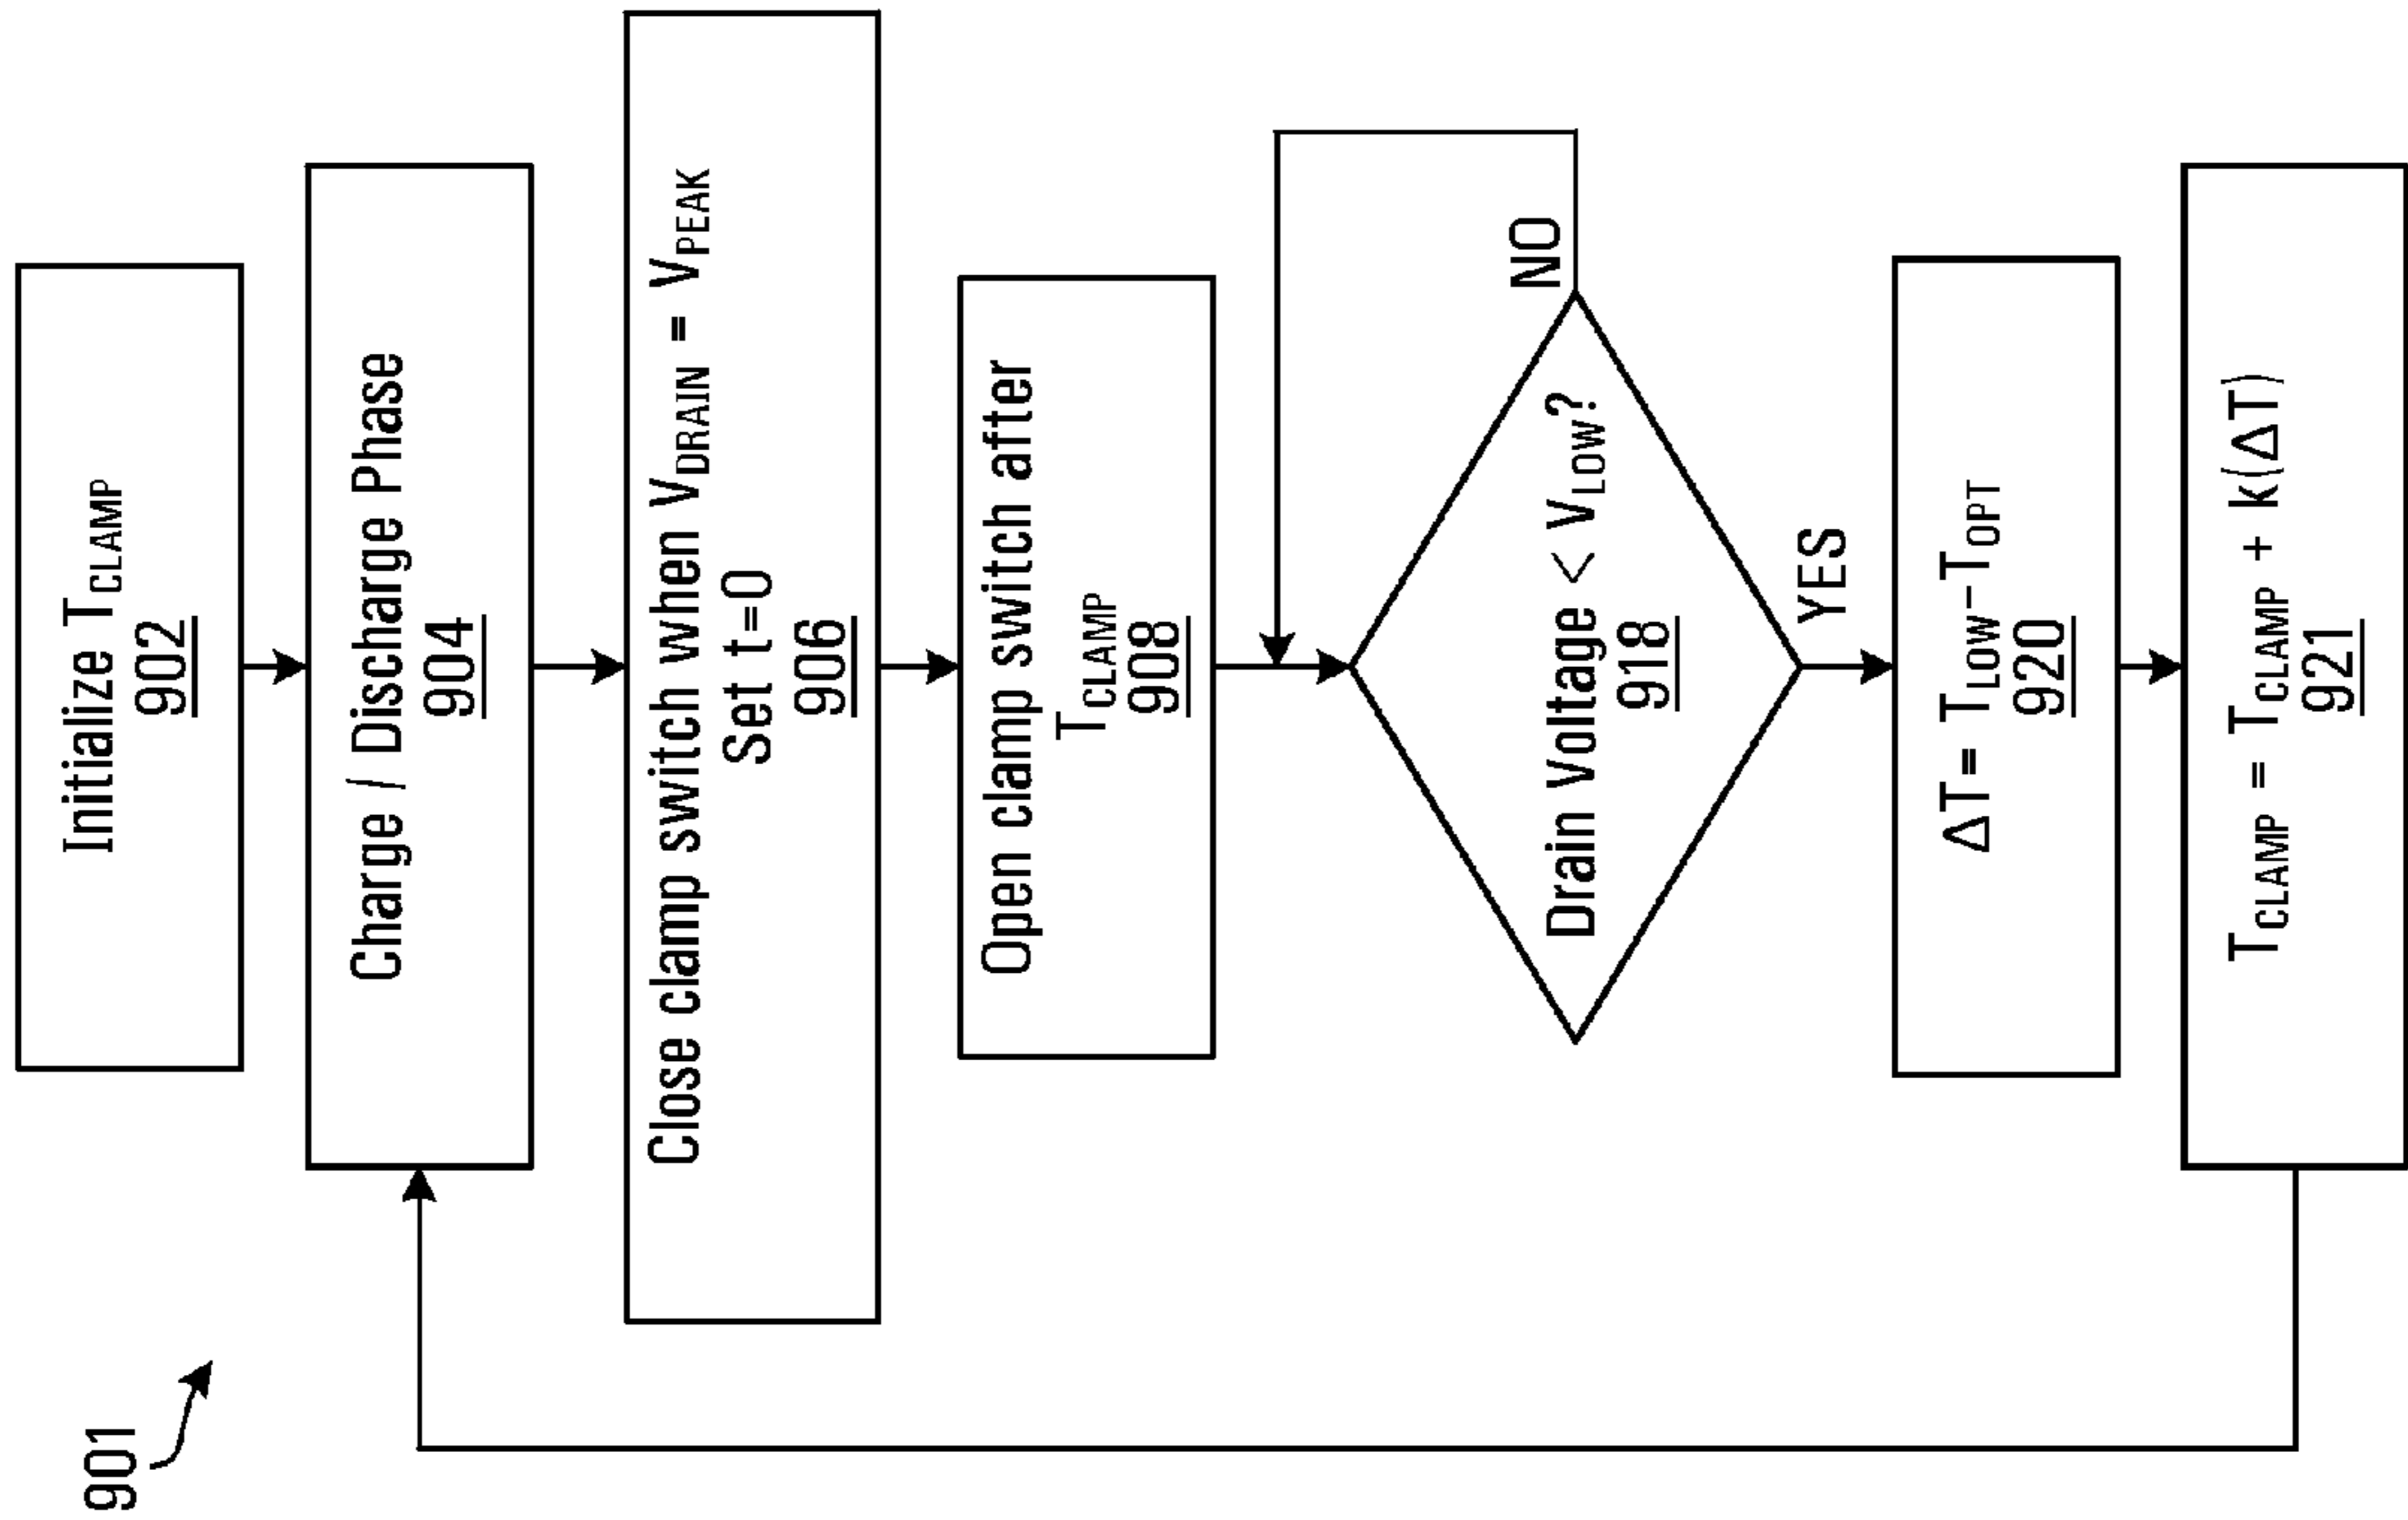 901
Initialize TCLAMP
902
Charge / Discharge Phase
904
Close clamp switch when VDRAIN = VPEAK
Set t=0
906
Open clamp switch after
TCLAMP
908
Drain Voltage < VLOW?
918
NO
YES
ΔT= TLOW-TOPT
920
TCLAMP = TCLAMP + k(ΔT)
921